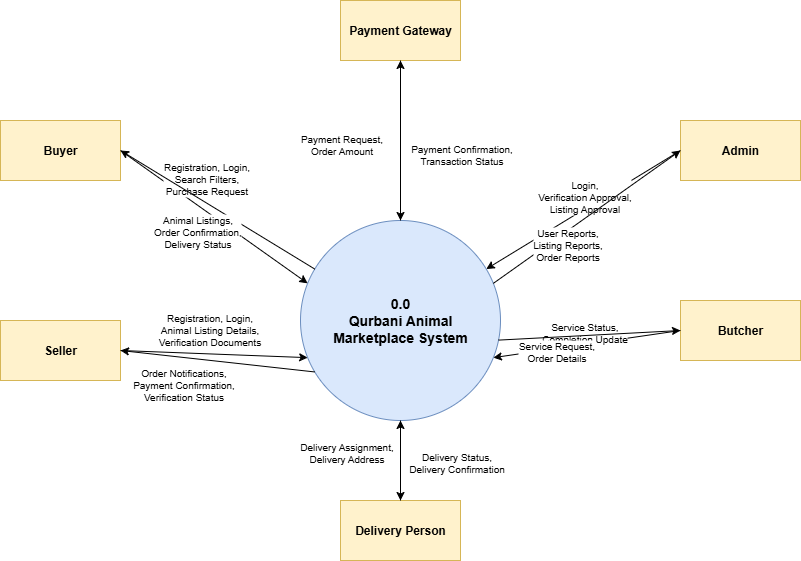 Payment Gateway
Buyer
Admin
Payment Request,
Order Amount
Payment Confirmation,
Transaction Status
Registration, Login,
Search Filters,
Purchase Request
Animal Listings,
Order Confirmation,
Delivery Status
Login,
Verification Approval,
Listing Approval
User Reports,
Listing Reports,
Order Reports
0.0
Qurbani Animal
Marketplace System
Seller
Registration, Login,
Animal Listing Details,
Verification Documents
Order Notifications,
Payment Confirmation,
Verification Status
Butcher
Service Status,
Completion Update
Service Request,
Order Details
Delivery Assignment,
Delivery Address
Delivery Status,
Delivery Confirmation
Delivery Person